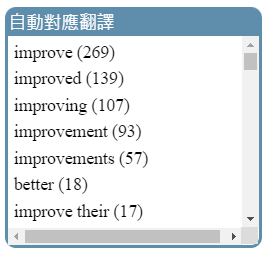 自動對應翻譯
improve (269)
improved (139)
improving (107)
improvement (93)
improvements (57)
better (18)
improve their (17)